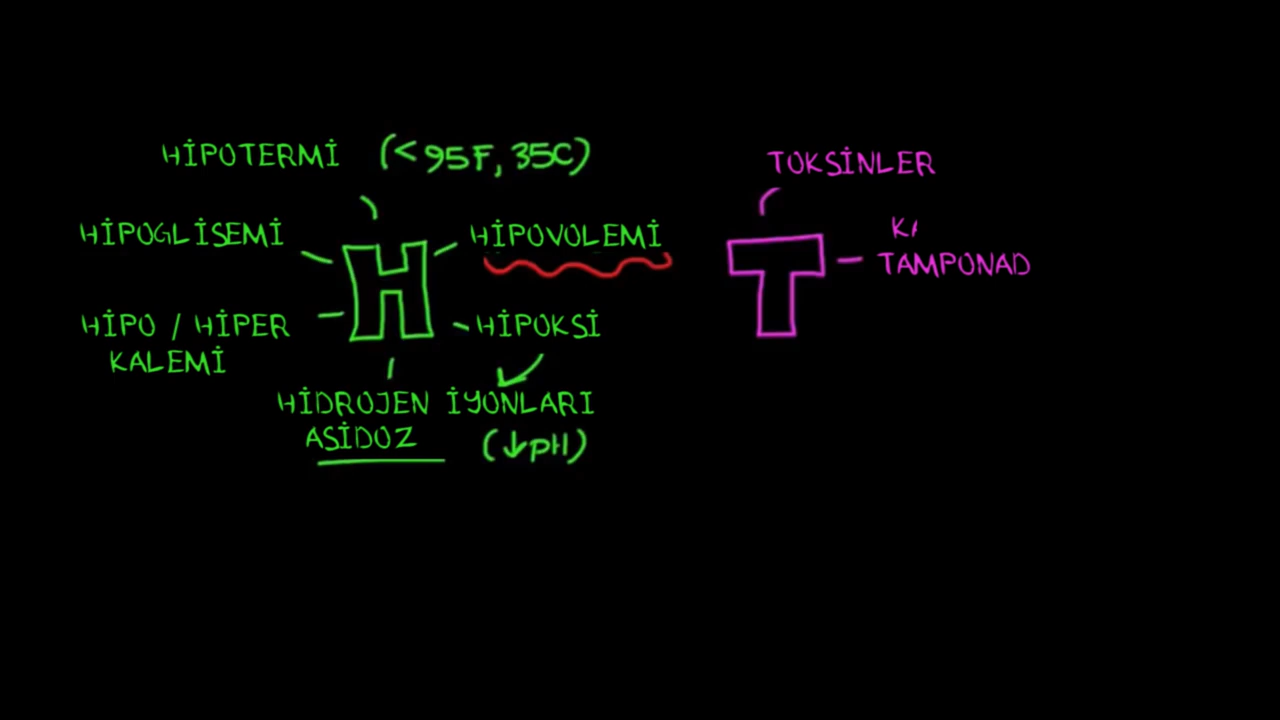 HİPOTERMİ (<95F, 35C)
HİPOGLİSEMİ
HİPOVOLEMİ
HİPO / HİPER
KALEMİ
HİPOKSİ
HİDROJEN İYONLARI
ASİDOZ (↓pH)
H
TOKSİNLER
TAMPONAD
T